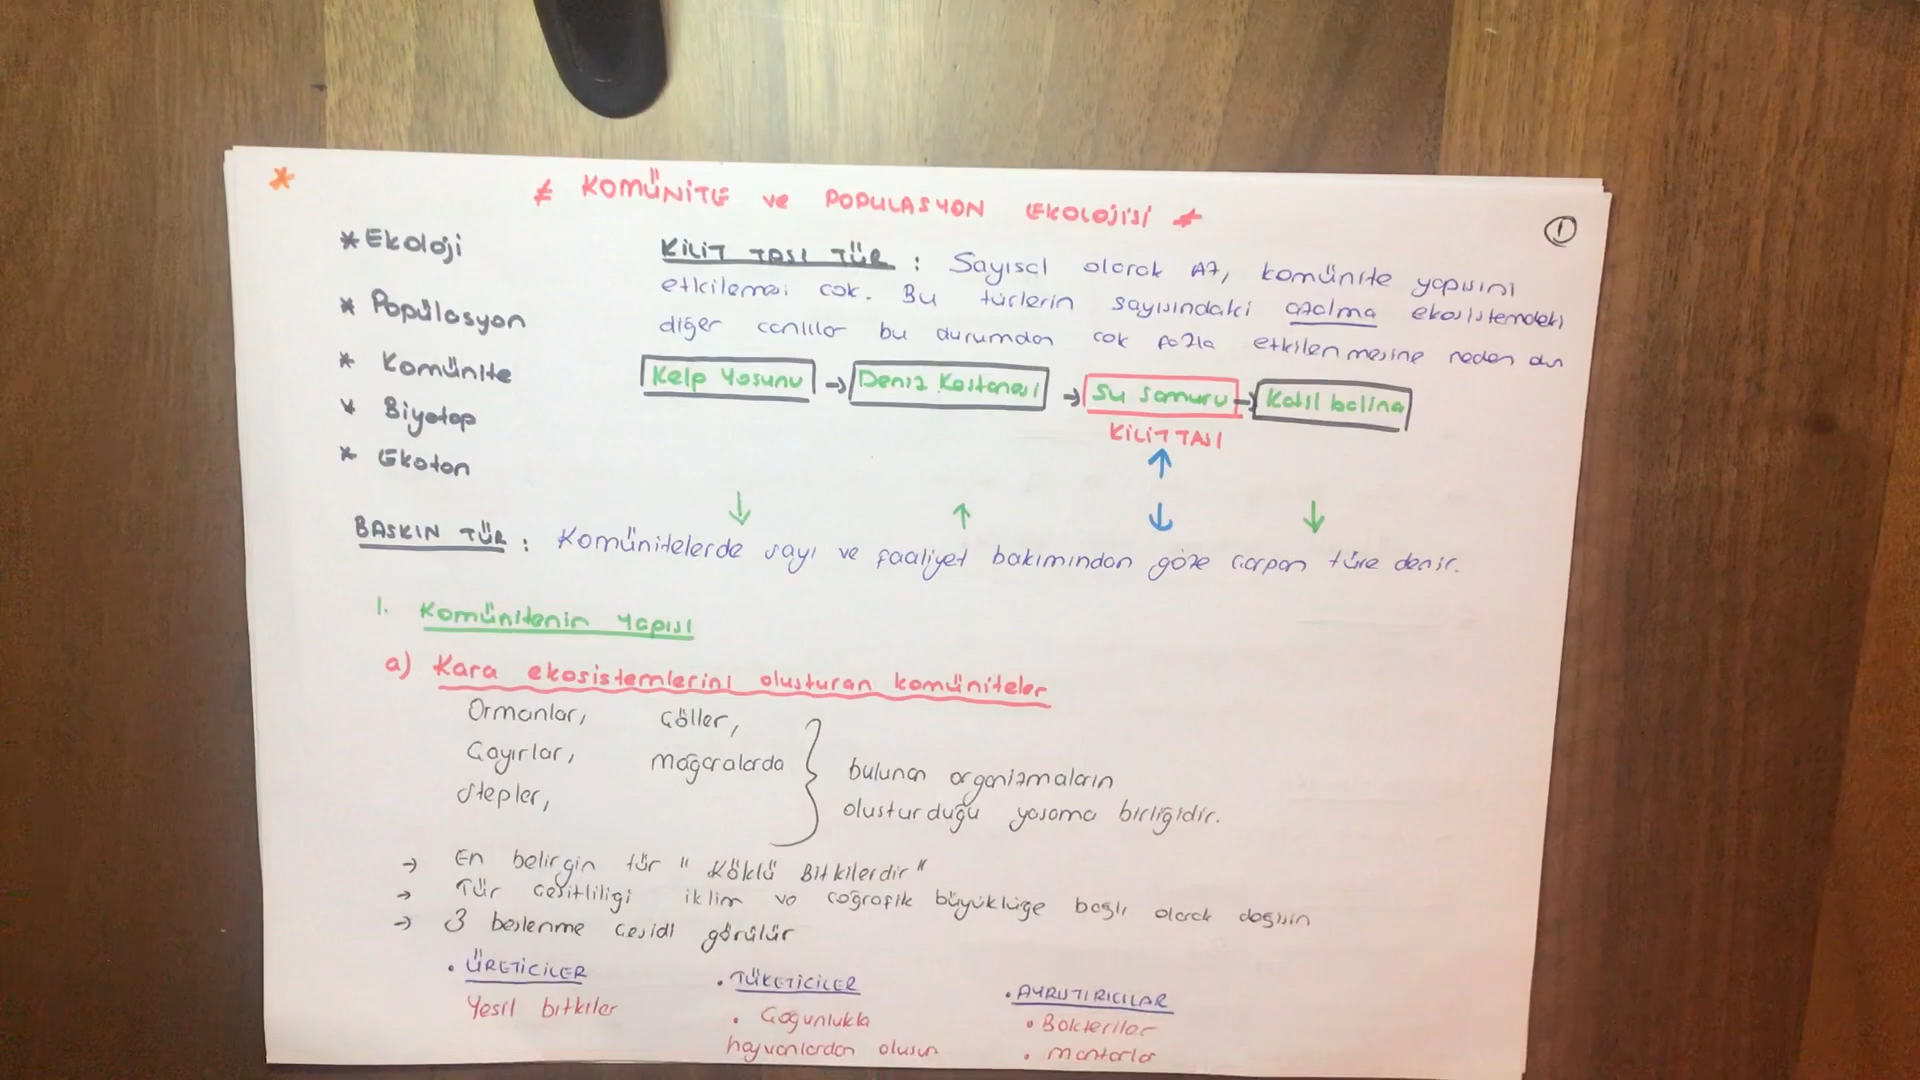 * KOMÜNİTE ve POPULASYON EKOLOJİSİ *
1
* Ekoloji
* Popülasyon
* Komünite
* Biyotop
* Ekoton
KİLİT TAŞI TÜR : Sayısal olarak AZ, komünite yapısını
etkilemesi çok. Bu türlerin sayısındaki azalma ekosistemdeki
diğer canlılar bu durumdan çok fazla etkilenmesine neden olur
Kelp Yosunu → Deniz Kestanesi → Su Samuru → Katil balina
KİLİT TAŞI
↑
↓ ↑ ↓ ↓
BASKIN TÜR : Komünitelerde sayı ve faaliyet bakımından göze çarpan türe denir.
1. Komünitenin Yapısı
a) Kara ekosistemlerini oluşturan komüniteler
Ormanlar, Göller,
Çayırlar, mağaralarda
Stepler,
bulunan organizmaların
oluşturduğu yaşama birliğidir.
→ En belirgin tür " Köklü Bitkilerdir"
→ Tür çeşitliliği iklim ve coğrafik büyüklüğe bağlı olarak değişir
→ 3 beslenme çeşidi görülür
• ÜRETİCİLER
Yeşil bitkiler
• TÜKETİCİLER
• Çoğunlukla
hayvanlardan oluşur
• AYRIŞTIRICILAR
• Bakteriler
• Mantarlar